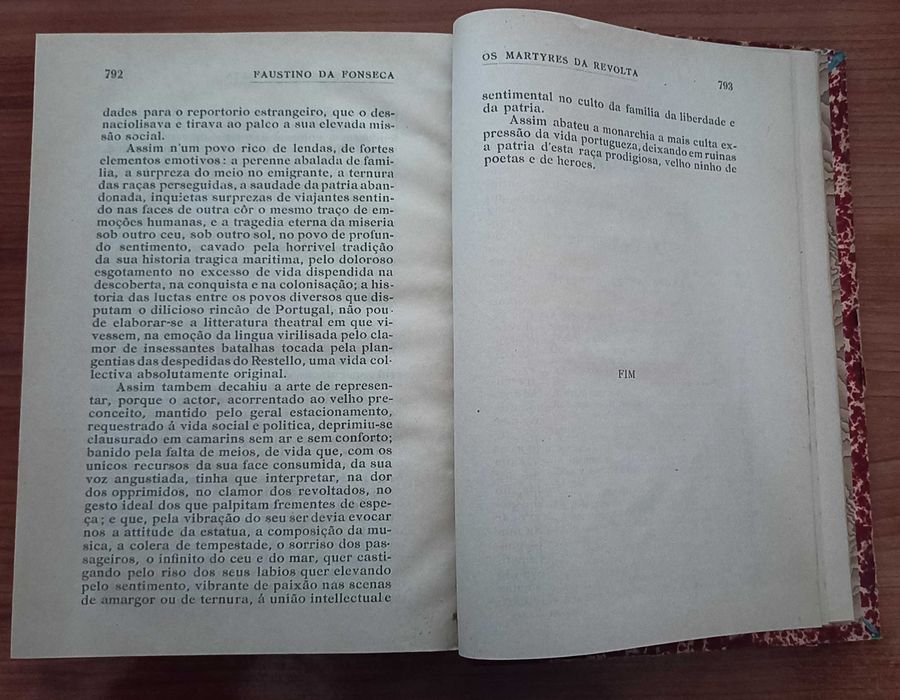 792 FAUSTINO DA FONSECA
dades para o reportorio estrangeiro, que o des-
naciolisava e tirava ao palco a sua elevada mis-
são social.
Assim n'um povo rico de lendas, de fortes
elementos emotivos: a perenne abalada de fami-
lia, a surpreza do meio no emigrante, a ternura
das raças perseguidas, a saudade da patria aban-
donada, inquietas surprezas de viajantes sentin-
do nas faces de outra côr o mesmo traço de em-
moções humanas, e a tragedia eterna da miseria
sob outro ceu, sob outro sol, no povo de profun-
do sentimento, cavado pela horrivel tradição
da sua historia tragica maritima, pelo doloroso
esgotamento no excesso de vida dispendida na
descoberta, na conquista e na colonisação; a his-
toria das luctas entre os povos diversos que dis-
putam o dilicioso rincão de Portugal, não pou-
de elaborar-se a litteratura theatral em que vi-
vessem, na emoção da lingua virilisada pelo cla-
mor de insessantes batalhas tocada pela plan-
gentias das despedidas do Restello, uma vida col-
lectiva absolutamente original.
Assim tambem decahiu a arte de represen-
tar, porque o actor, acorrentado ao velho pre-
conceito, mantido pelo geral estacionamento,
requestrado á vida social e politica, deprimiu-se
clausurado em camarins sem ar e sem conforto;
banido pela falta de meios, de vida que, com os
unicos recursos da sua face consumida, da sua
voz angustiada, tinha que interpretar, na dor
dos opprimidos, no clamor dos revoltados, no
gesto ideal dos que palpitam frementes de espe-
ça; e que, pela vibração do seu ser devia evocar
nos a attitude da estatua, a composição da mu-
sica, a colera de tempestade, o sorriso dos pas-
sageiros, o infinito do ceu e do mar, quer casti-
gando pelo riso dos seus labios quer elevando
pelo sentimento, vibrante de paixão nas scenas
de amargor ou de ternura, á união intellectual e
OS MARTYRES DA REVOLTA 793
sentimental no culto da familia da liberdade e
da patria.
Assim abateu a monarchia a mais culta ex-
pressão da vida portugueza, deixando em ruinas
a patria d'esta raça prodigiosa, velho ninho de
poetas e de heroes.
FIM